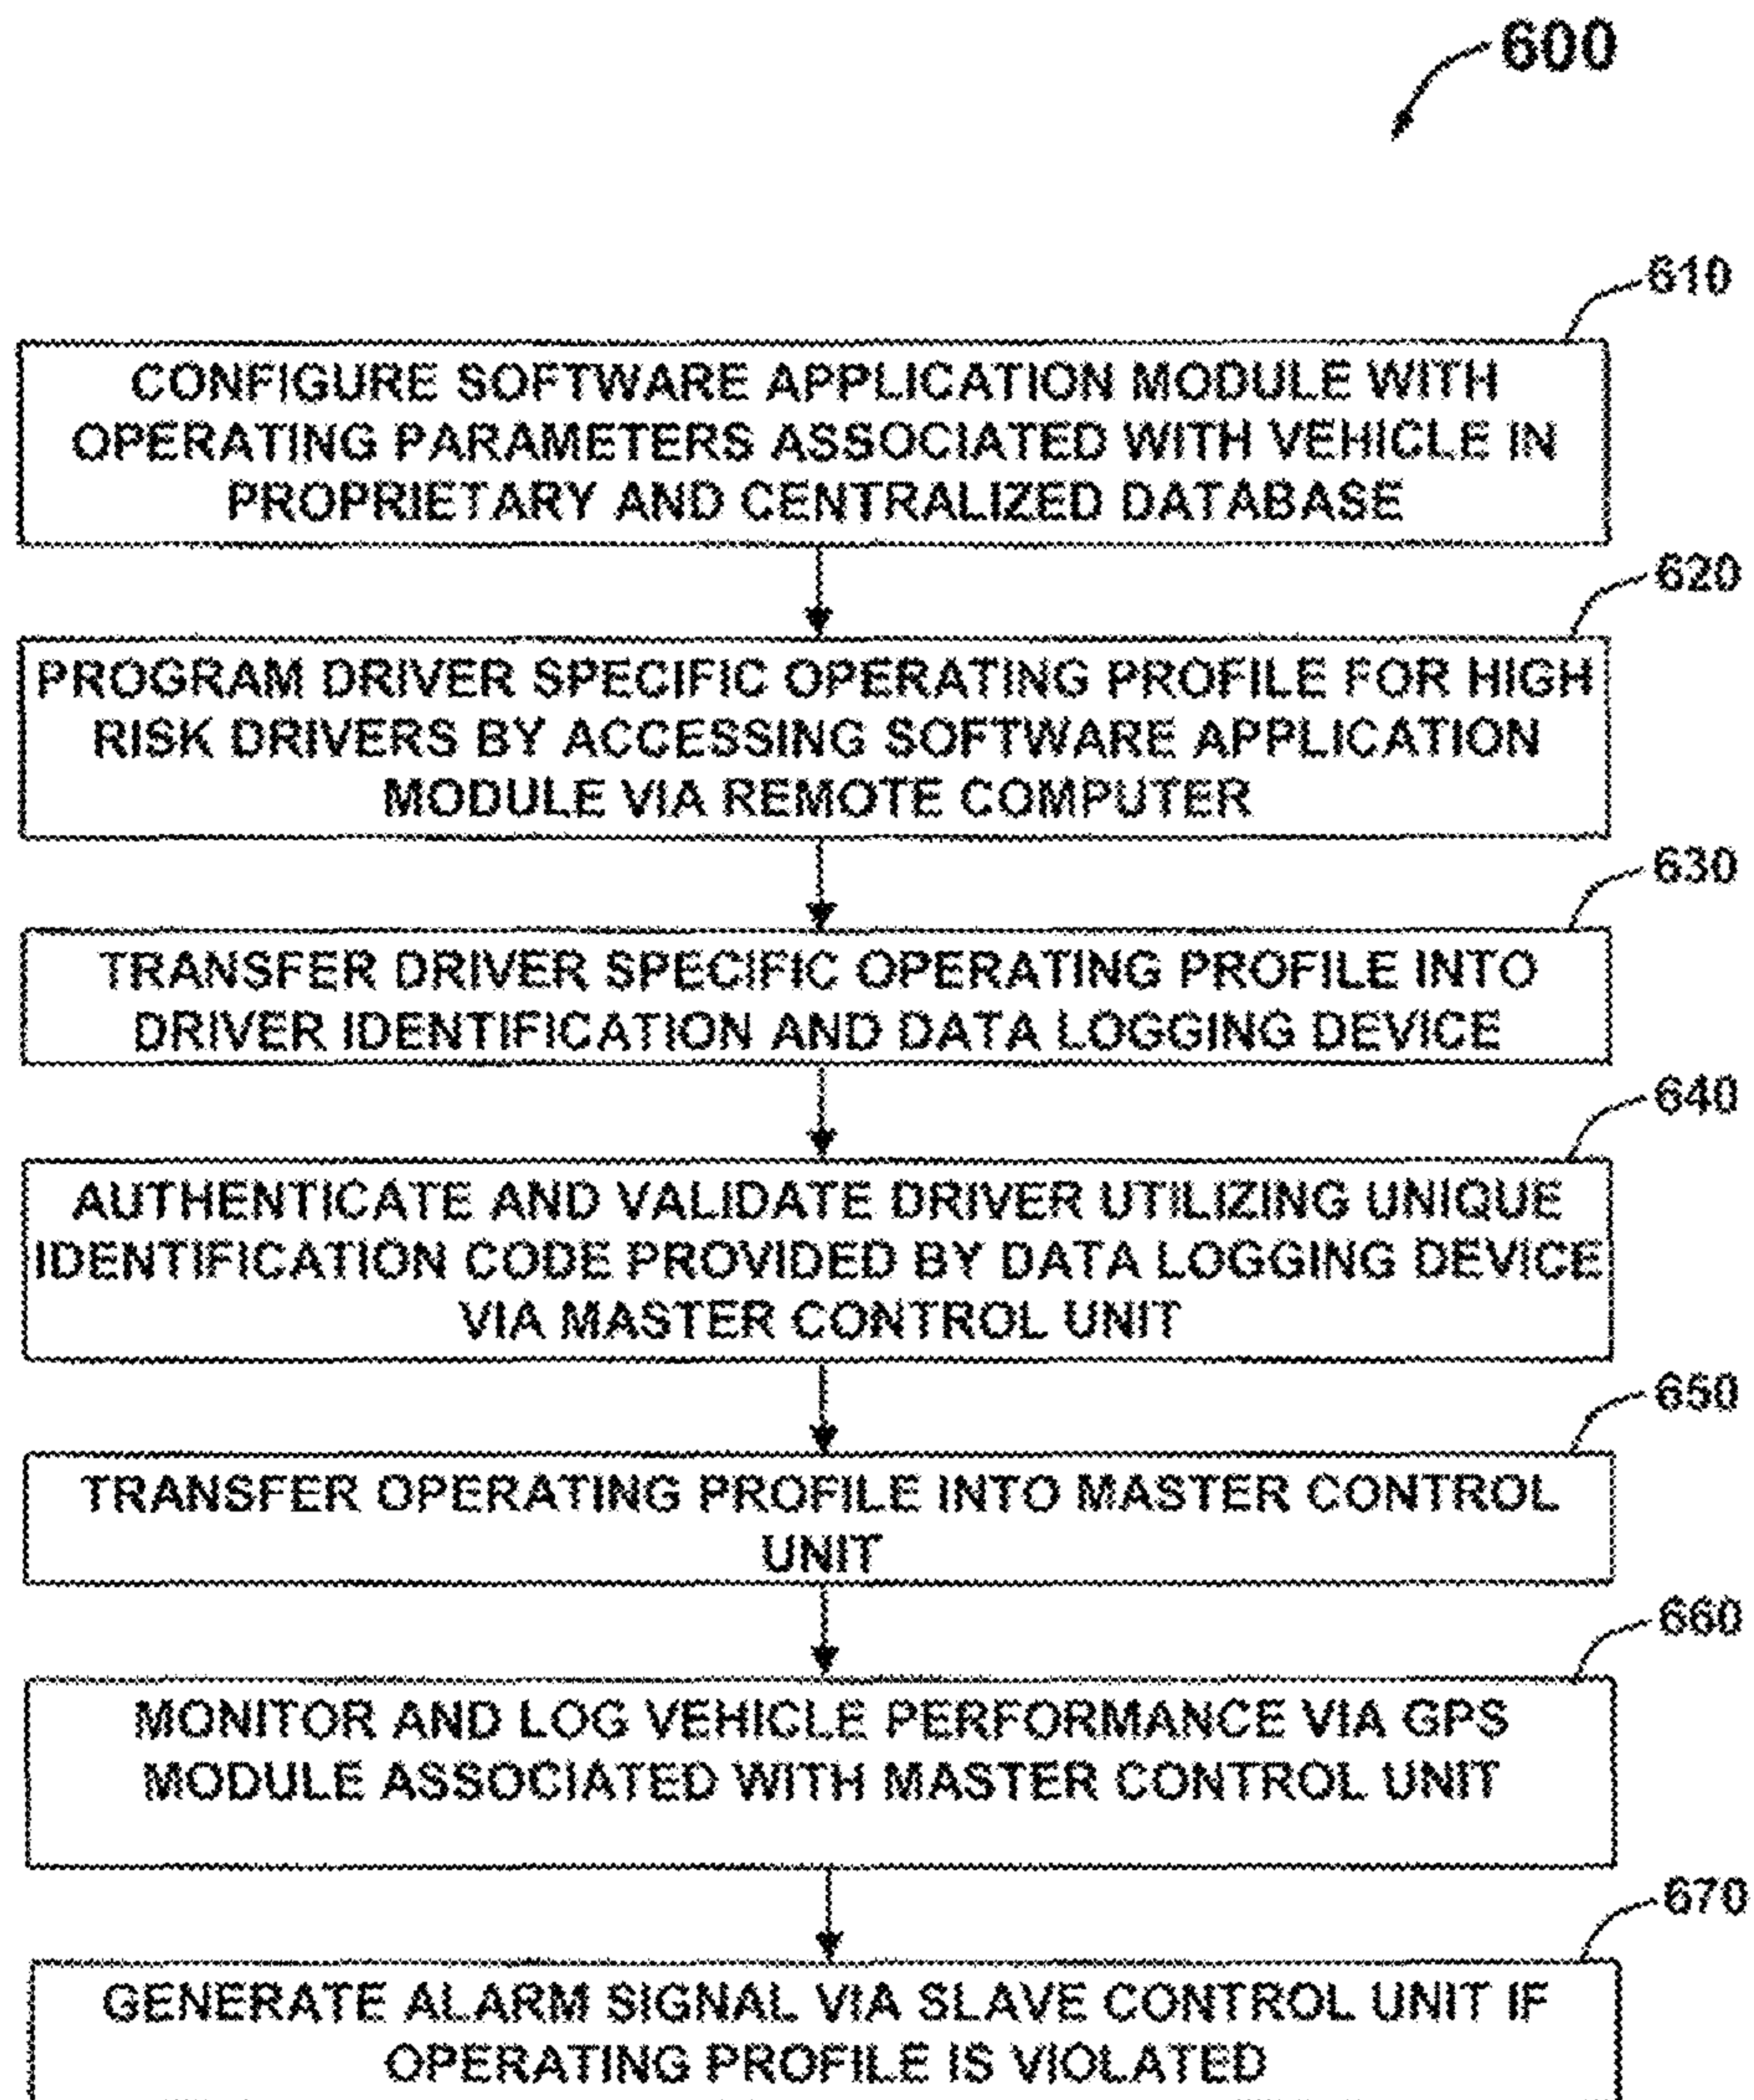 600
610
CONFIGURE SOFTWARE APPLICATION MODULE WITH
OPERATING PARAMETERS ASSOCIATED WITH VEHICLE IN
PROPRIETARY AND CENTRALIZED DATABASE
620
PROGRAM DRIVER SPECIFIC OPERATING PROFILE FOR HIGH
RISK DRIVERS BY ACCESSING SOFTWARE APPLICATION
MODULE VIA REMOTE COMPUTER
630
TRANSFER DRIVER SPECIFIC OPERATING PROFILE INTO
DRIVER IDENTIFICATION AND DATA LOGGING DEVICE
640
AUTHENTICATE AND VALIDATE DRIVER UTILIZING UNIQUE
IDENTIFICATION CODE PROVIDED BY DATA LOGGING DEVICE
VIA MASTER CONTROL UNIT
650
TRANSFER OPERATING PROFILE INTO MASTER CONTROL
UNIT
660
MONITOR AND LOG VEHICLE PERFORMANCE VIA GPS
MODULE ASSOCIATED WITH MASTER CONTROL UNIT
670
GENERATE ALARM SIGNAL VIA SLAVE CONTROL UNIT IF
OPERATING PROFILE IS VIOLATED